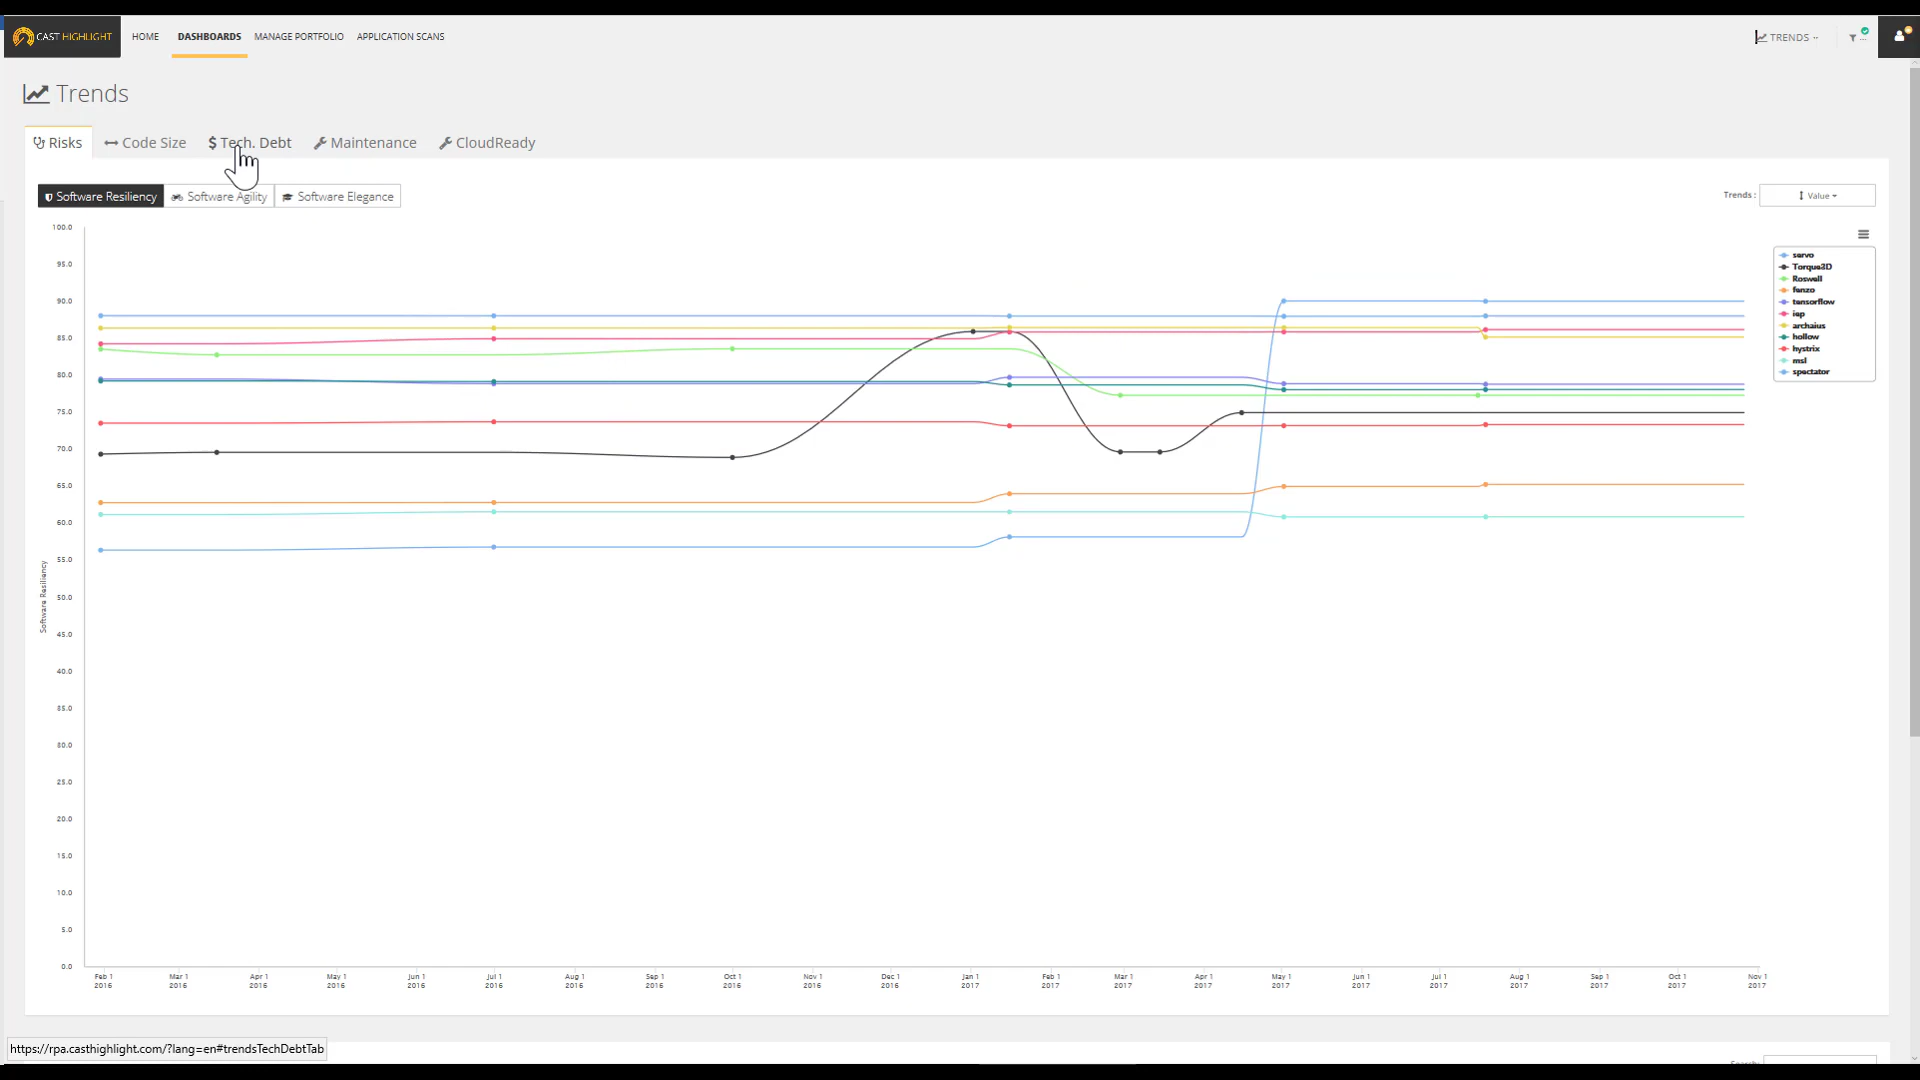 CAST HIGHLIGHT HOME DASHBOARDS MANAGE PORTFOLIO APPLICATION SCANS TRENDS
Trends
Risks Code Size $ Tech. Debt Maintenance CloudReady
Software Resiliency Software Agility Software Elegance Trends : Value
100.0
95.0
90.0
85.0
80.0
75.0
70.0
65.0
60.0
55.0
50.0
45.0
40.0
35.0
30.0
25.0
20.0
15.0
10.0
5.0
0.0
Software Resiliency
servo
Torque3D
Roswell
fenzo
tensorflow
iep
archaius
hollow
hystrix
msl
spectator
Feb 1 Mar 1 Apr 1 May 1 Jun 1 Jul 1 Aug 1 Sep 1 Oct 1 Nov 1 Dec 1 Jan 1 Feb 1 Mar 1 Apr 1 May 1 Jun 1 Jul 1 Aug 1 Sep 1 Oct 1 Nov 1
2016 2016 2016 2016 2016 2016 2016 2016 2016 2016 2016 2017 2017 2017 2017 2017 2017 2017 2017 2017 2017 2017
https://rpa.casthighlight.com/?lang=en#trendsTechDebtTab